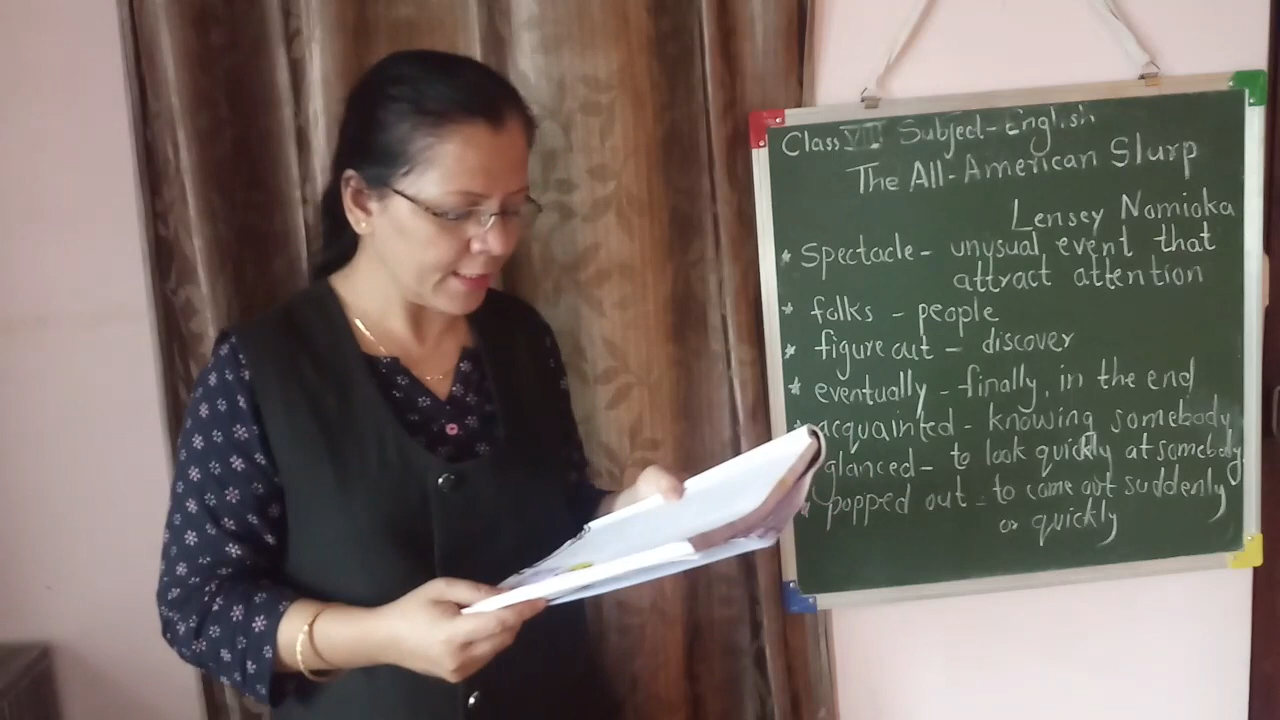 Class VII Subject-English
The All-American Slurp
Lensey Namioka
* Spectacle - unusual event that
attract attention
* folks - people
* figure out - discover
* eventually - finally, in the end
* acquainted - knowing somebody
glanced - to look quickly at somebody
* popped out - to come out suddenly
or quickly